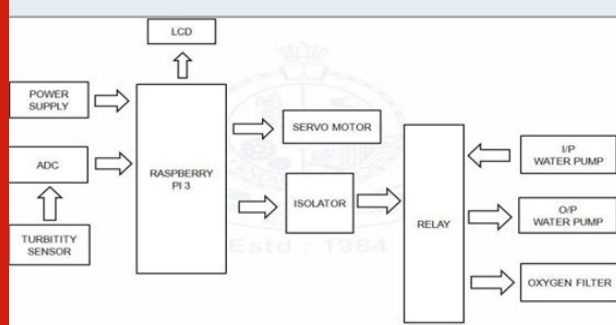 LCD
POWER
SUPPLY
ADC
TURBITITY
SENSOR
RASPBERRY
PI 3
SERVO MOTOR
ISOLATOR
RELAY
I/P
WATER PUMP
O/P
WATER PUMP
OXYGEN FILTER
Estd : 1984